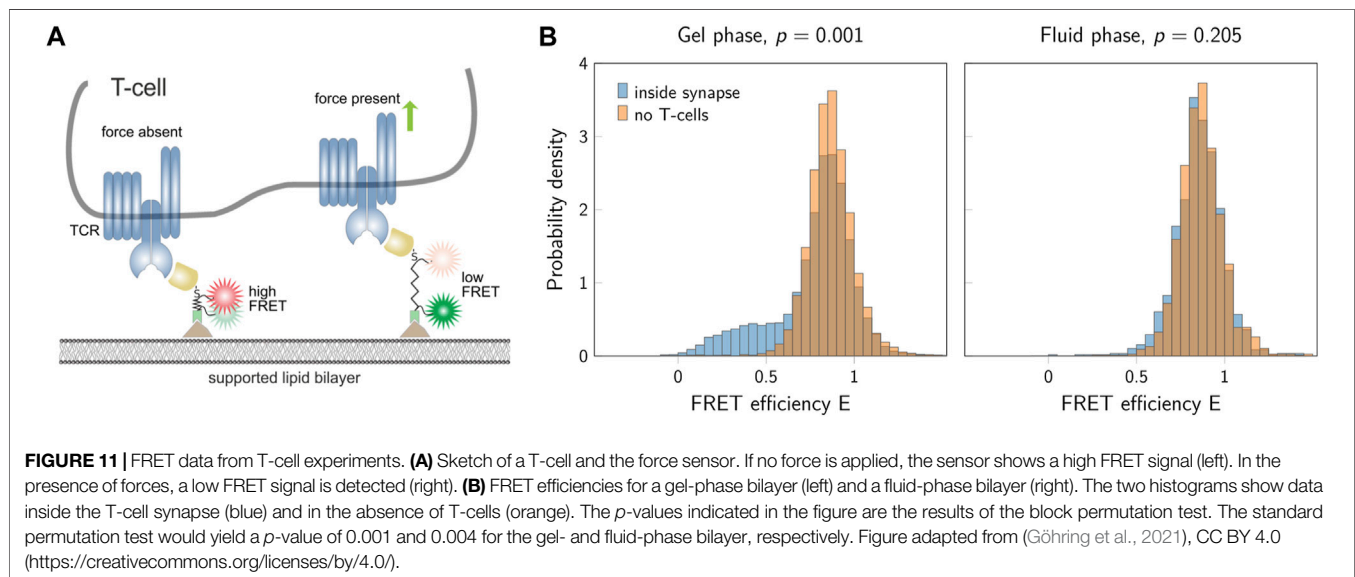 A
T-cell
force absent
force present
TCR
S
high
FRET
S
low
FRET
supported lipid bilayer
B
Gel phase, p = 0.001
Fluid phase, p = 0.205
inside synapse
no T-cells
Probability density
4
3
2
1
0
0
0.5
1
FRET efficiency E
0
0.5
1
FRET efficiency E
FIGURE 11 | FRET data from T-cell experiments. (A) Sketch of a T-cell and the force sensor. If no force is applied, the sensor shows a high FRET signal (left). In the
presence of forces, a low FRET signal is detected (right). (B) FRET efficiencies for a gel-phase bilayer (left) and a fluid-phase bilayer (right). The two histograms show data
inside the T-cell synapse (blue) and in the absence of T-cells (orange). The p-values indicated in the figure are the results of the block permutation test. The standard
permutation test would yield a p-value of 0.001 and 0.004 for the gel- and fluid-phase bilayer, respectively. Figure adapted from (Göhring et al., 2021), CC BY 4.0
(https://creativecommons.org/licenses/by/4.0/).